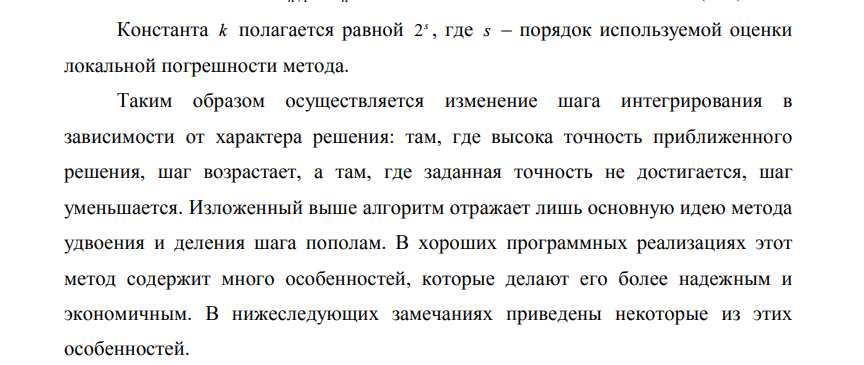 Константа k полагается равной 2^s, где s – порядок используемой оценки
локальной погрешности метода.
Таким образом осуществляется изменение шага интегрирования в
зависимости от характера решения: там, где высока точность приближенного
решения, шаг возрастает, а там, где заданная точность не достигается, шаг
уменьшается. Изложенный выше алгоритм отражает лишь основную идею метода
удвоения и деления шага пополам. В хороших программных реализациях этот
метод содержит много особенностей, которые делают его более надежным и
экономичным. В нижеследующих замечаниях приведены некоторые из этих
особенностей.